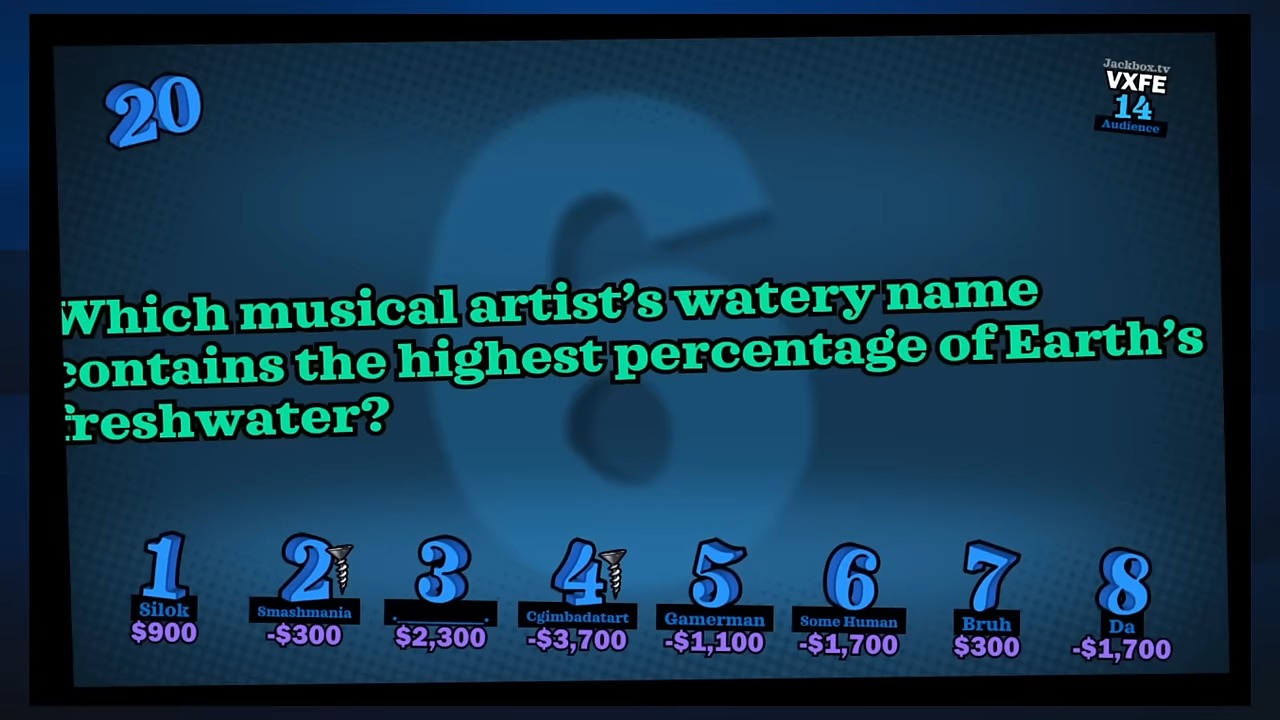 20
Jackbox.tv
VXFE
14
Audience
Which musical artist's watery name
contains the highest percentage of Earth's
freshwater?
1 2 3 4 5 6 7 8
Silok Smashmania .________. Cgimbadatart Gamerman Some Human Bruh Da
$900 -$300 $2,300 -$3,700 -$1,100 -$1,700 $300 -$1,700
6